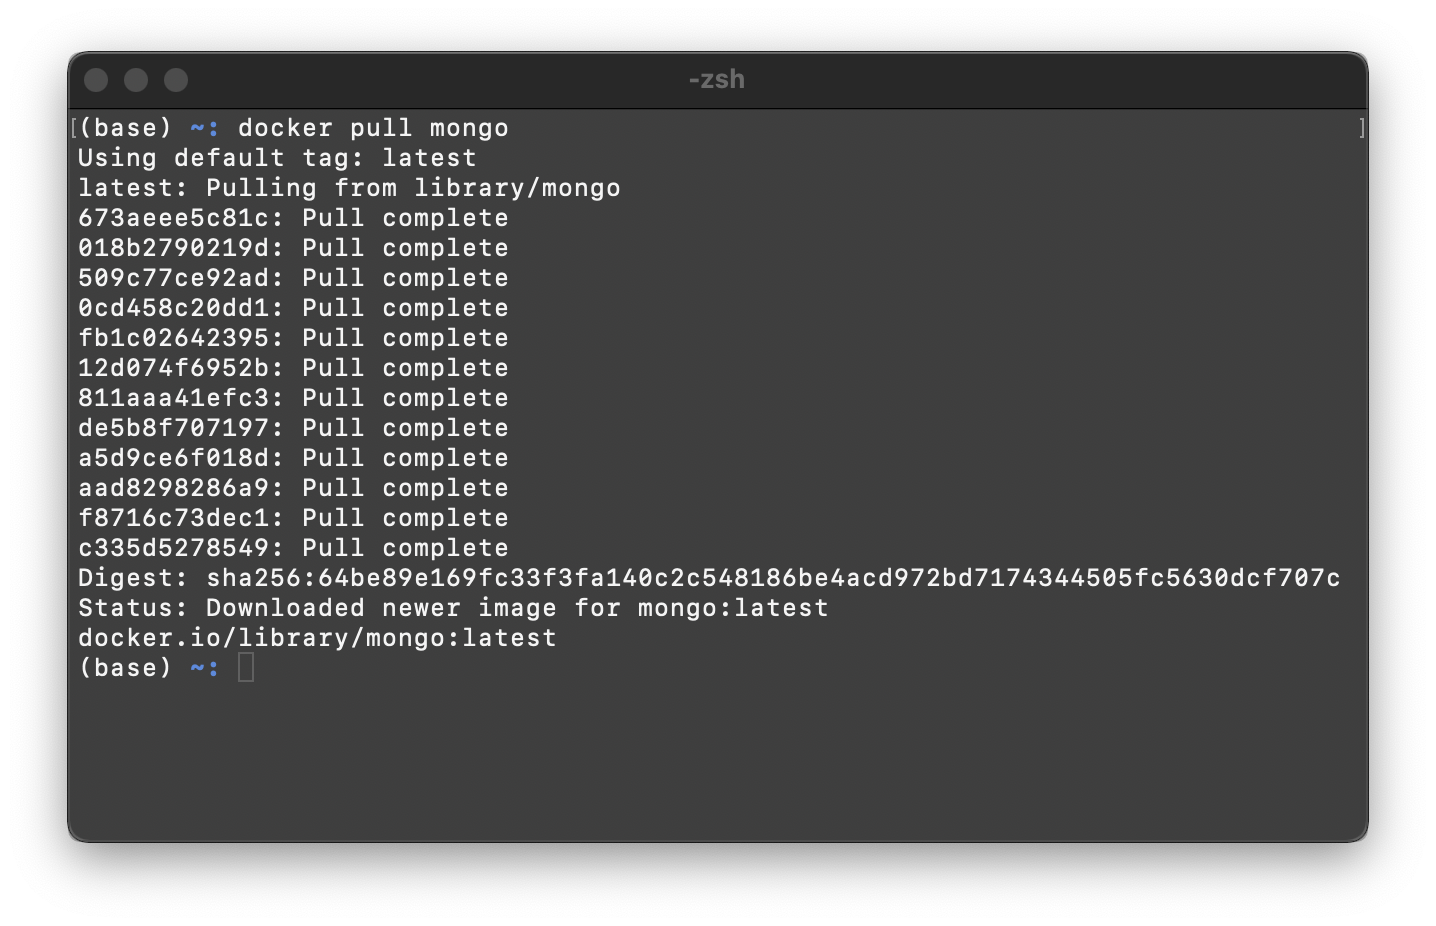 -zsh
[(base) ~: docker pull mongo ]
Using default tag: latest
latest: Pulling from library/mongo
673aeee5c81c: Pull complete
018b2790219d: Pull complete
509c77ce92ad: Pull complete
0cd458c20dd1: Pull complete
fb1c02642395: Pull complete
12d074f6952b: Pull complete
811aaa41efc3: Pull complete
de5b8f707197: Pull complete
a5d9ce6f018d: Pull complete
aad8298286a9: Pull complete
f8716c73dec1: Pull complete
c335d5278549: Pull complete
Digest: sha256:64be89e169fc33f3fa140c2c548186be4acd972bd7174344505fc5630dcf707c
Status: Downloaded newer image for mongo:latest
docker.io/library/mongo:latest
(base) ~: